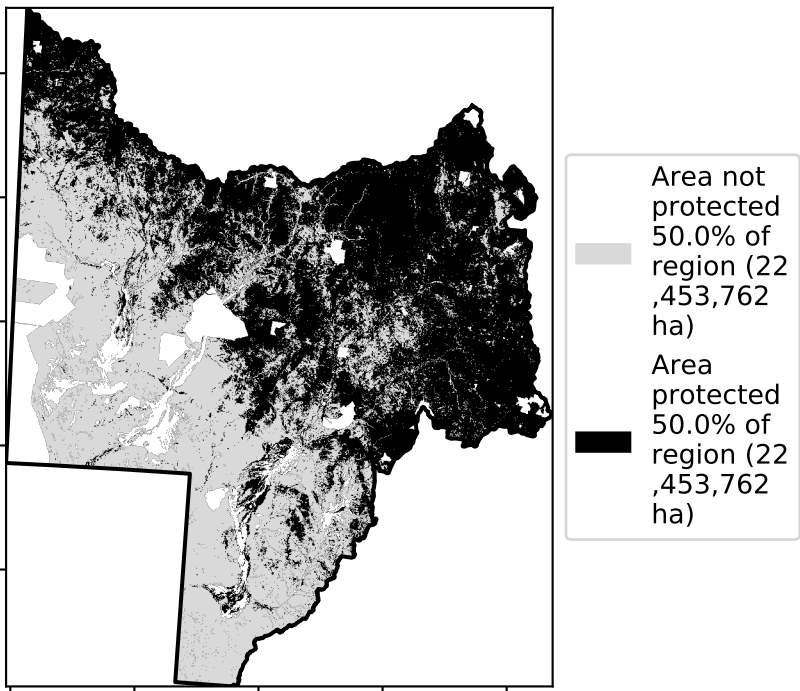 Area not
protected
50.0% of
region (22
,453,762
ha)
Area
protected
50.0% of
region (22
,453,762
ha)